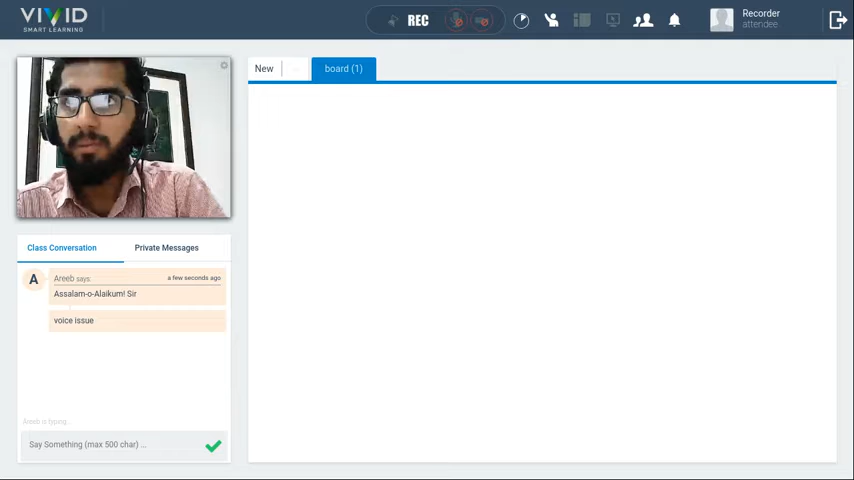 VIVID
SMART LEARNING
REC
Recorder
attendee
New
board (1)
Class Conversation
Private Messages
A
Areeb says
a few seconds ago
Assalam-o-Alaikum! Sir
voice issue
Areeb is typing
Say Something (max 500 char) ...